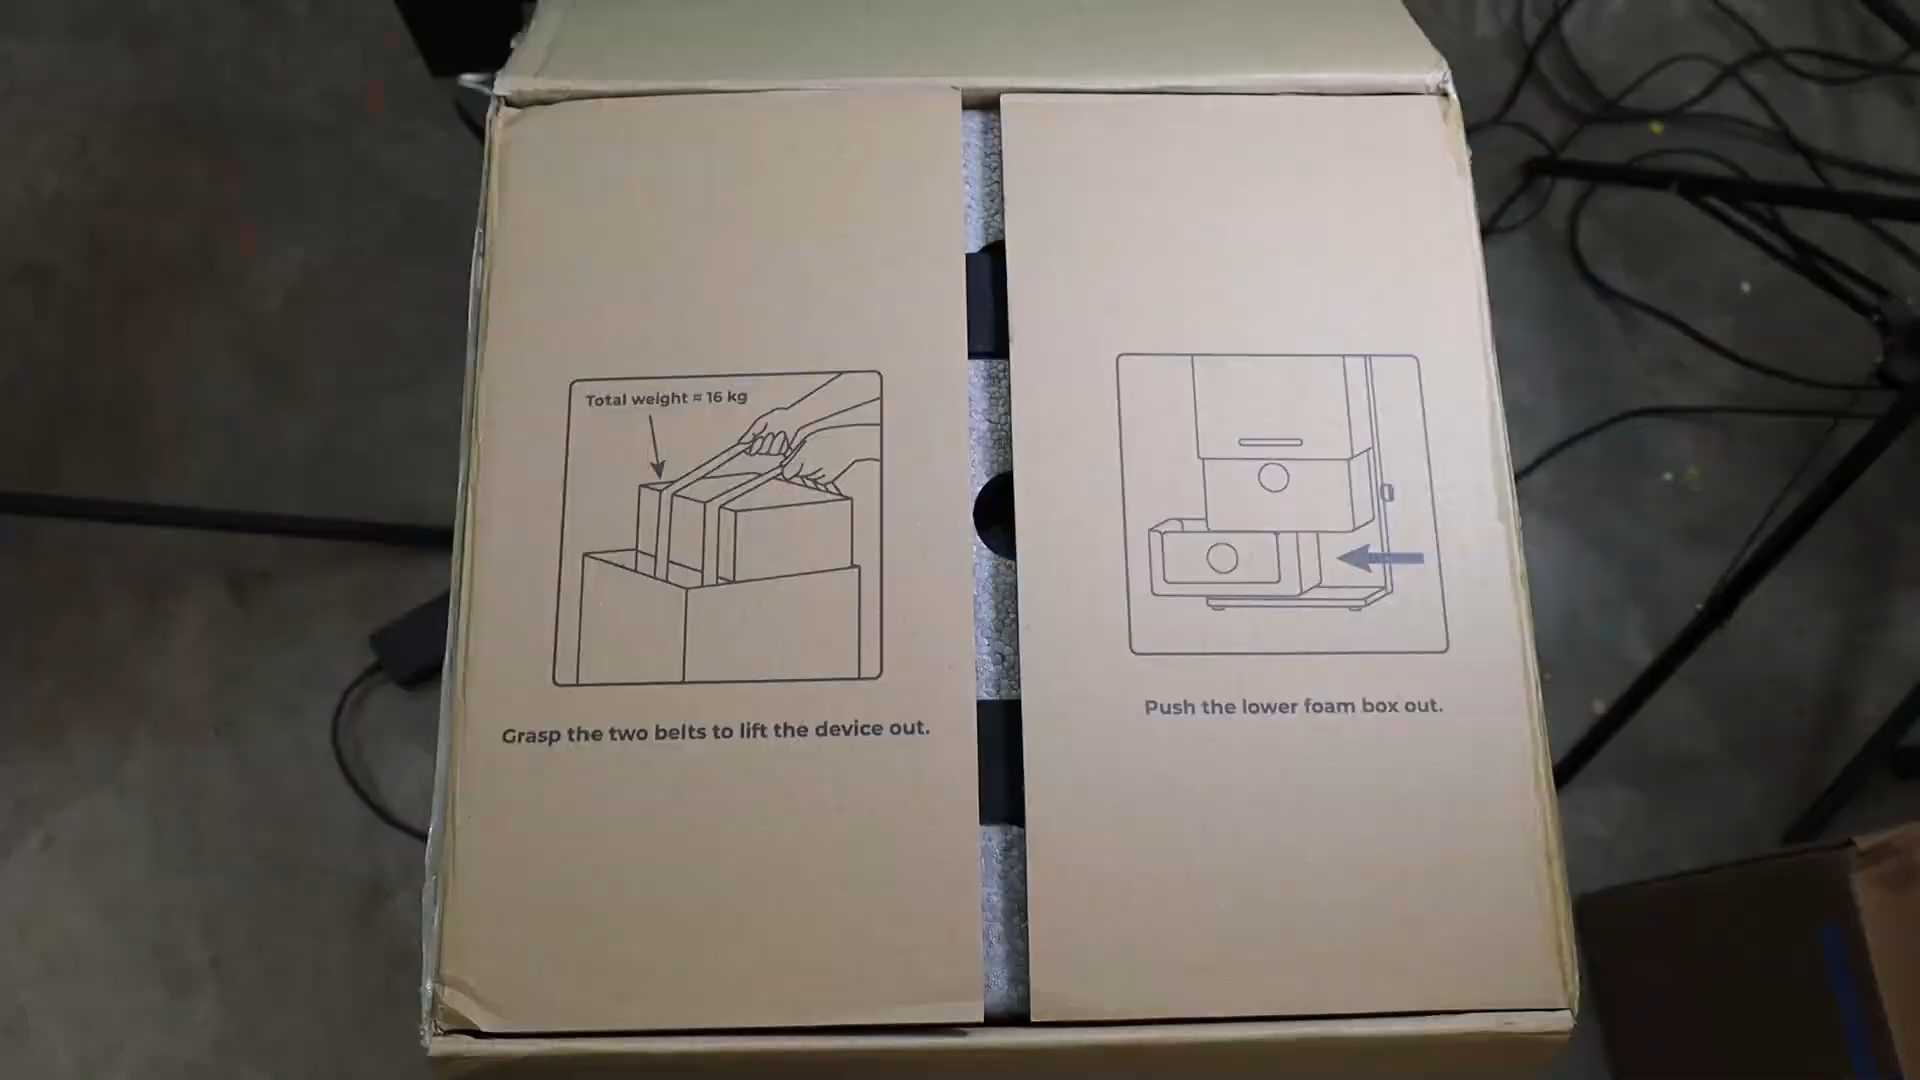 Total weight ≈ 16 kg
Grasp the two belts to lift the device out.
Push the lower foam box out.